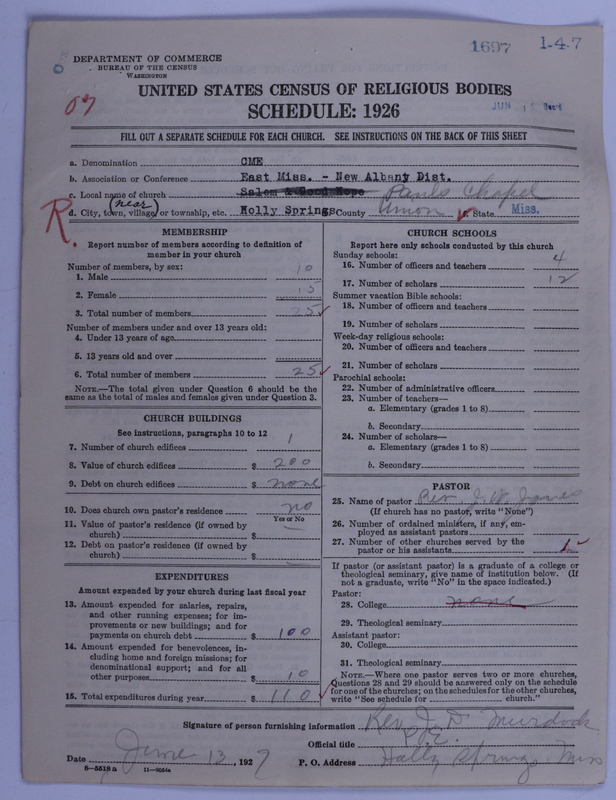 1697 1-4-7
DEPARTMENT OF COMMERCE
BUREAU OF THE CENSUS
WASHINGTON
UNITED STATES CENSUS OF RELIGIOUS BODIES
SCHEDULE: 1926
JUN
FILL OUT A SEPARATE SCHEDULE FOR EACH CHURCH. SEE INSTRUCTIONS ON THE BACK OF THIS SHEET
a. Denomination CME
b. Association or Conference East Miss. - New Albany Dist.
c. Local name of church Salem & Good Hope Pauls Chapel
(near)
d. City, town, village, or township, etc. Holly Springs County Union e. State Miss.
R.
MEMBERSHIP
Report number of members according to definition of member in your church
Number of members, by sex:
1. Male 10
2. Female 15
3. Total number of members 25
Number of members under and over 13 years old:
4. Under 13 years of age
5. 13 years old and over
6. Total number of members 25
NOTE.—The total given under Question 6 should be the
same as the total of males and females given under Question 3.
CHURCH BUILDINGS
See instructions, paragraphs 10 to 12
7. Number of church edifices 1
8. Value of church edifices $ 200
9. Debt on church edifices $ none
10. Does church own pastor's residence no
Yes or No
11. Value of pastor's residence (if owned by
church) $
12. Debt on pastor's residence (if owned by
church) $
EXPENDITURES
Amount expended by your church during last fiscal year
13. Amount expended for salaries, repairs,
and other running expenses; for im-
provements or new buildings; and for
payments on church debt $ 100
14. Amount expended for benevolences, in-
cluding home and foreign missions; for
denominational support; and for all
other purposes $ 10
15. Total expenditures during year $ 110
CHURCH SCHOOLS
Report here only schools conducted by this church
Sunday schools:
16. Number of officers and teachers 4
17. Number of scholars 12
Summer vacation Bible schools:
18. Number of officers and teachers
19. Number of scholars
Week-day religious schools:
20. Number of officers and teachers
21. Number of scholars
Parochial schools:
22. Number of administrative officers
23. Number of teachers—
a. Elementary (grades 1 to 8)
b. Secondary
24. Number of scholars—
a. Elementary (grades 1 to 8)
b. Secondary
PASTOR
25. Name of pastor Rev. J. W. Jones
(If church has no pastor, write "None")
26. Number of ordained ministers, if any, em-
ployed as assistant pastors
27. Number of other churches served by the
pastor or his assistants 1
If pastor (or assistant pastor) is a graduate of a college or
theological seminary, give name of institution below. (If
not a graduate, write "No" in the space indicated.)
Pastor:
28. College none
29. Theological seminary
Assistant pastor:
30. College
31. Theological seminary
NOTE.—Where one pastor serves two or more churches,
Questions 28 and 29 should be answered only on the schedule
for one of the churches; on the schedules for the other churches,
write "See schedule for church."
Signature of person furnishing information Rev. J. D. Murdock
Official title P. E.
Date June 13, 1927 P. O. Address Holly Springs, Miss
8—5518a 11—9054a